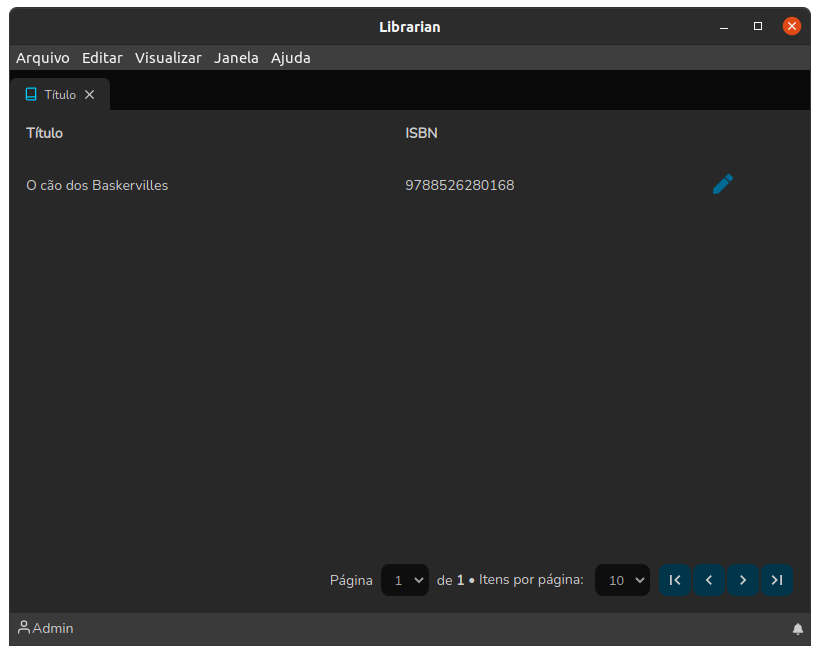 Librarian
Arquivo Editar Visualizar Janela Ajuda
Título
Título ISBN
O cão dos Baskervilles 9788526280168
Página 1 de 1 • Itens por página: 10
Admin